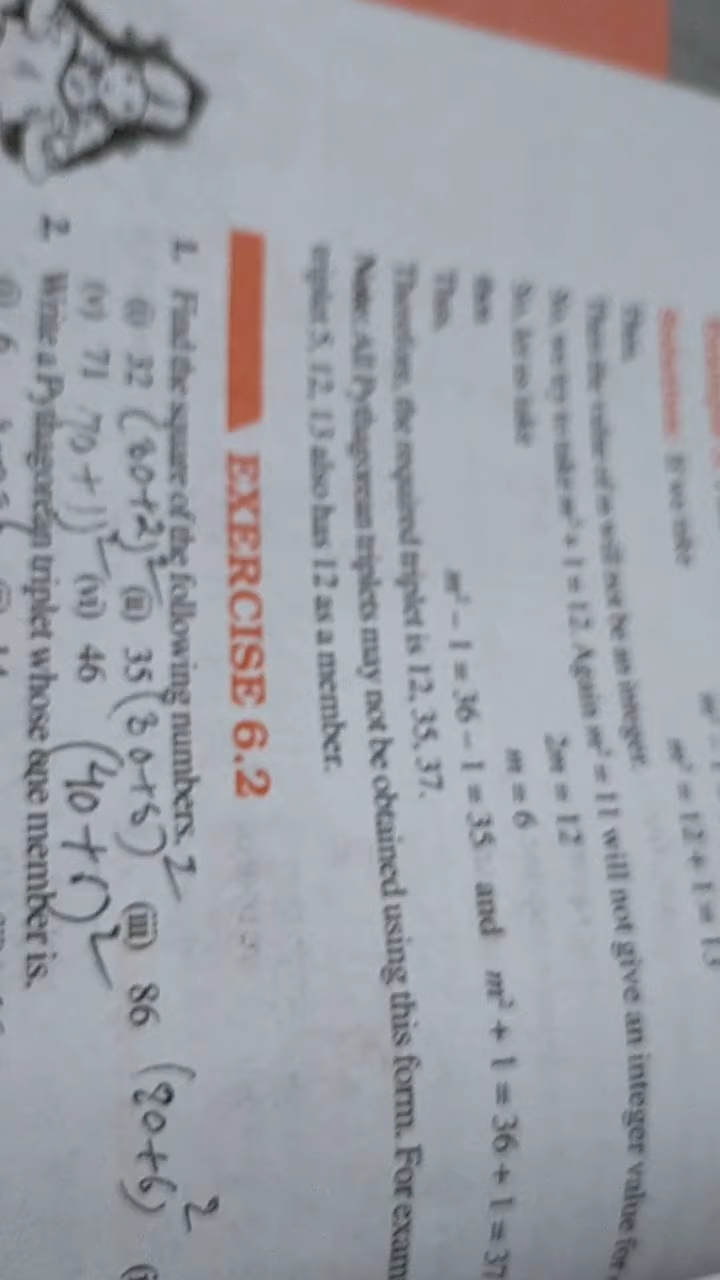 m² = 12 + 1 = 13
Then
Thus the value of m will not be an integer.
So, we try to take m² + 1 = 12. Again m² = 11 will not give an integer value for
So, let us take 2m = 12
then m = 6
Thus, m² – 1 = 36 – 1 = 35 and m² + 1 = 36 + 1 = 37
Therefore, the required triplet is 12, 35, 37.
Note: All Pythagorean triplets may not be obtained using this form. For exam
triplet 5, 12, 13 also has 12 as a member.
EXERCISE 6.2
1. Find the square of the following numbers.
(i) 32 (30+2)² (ii) 35 (30+5)² (iii) 86 (80+6)²
(v) 71 70+1)² (vi) 46 (40+6)²
2. Write a Pythagorean triplet whose one member is.
(i) 6